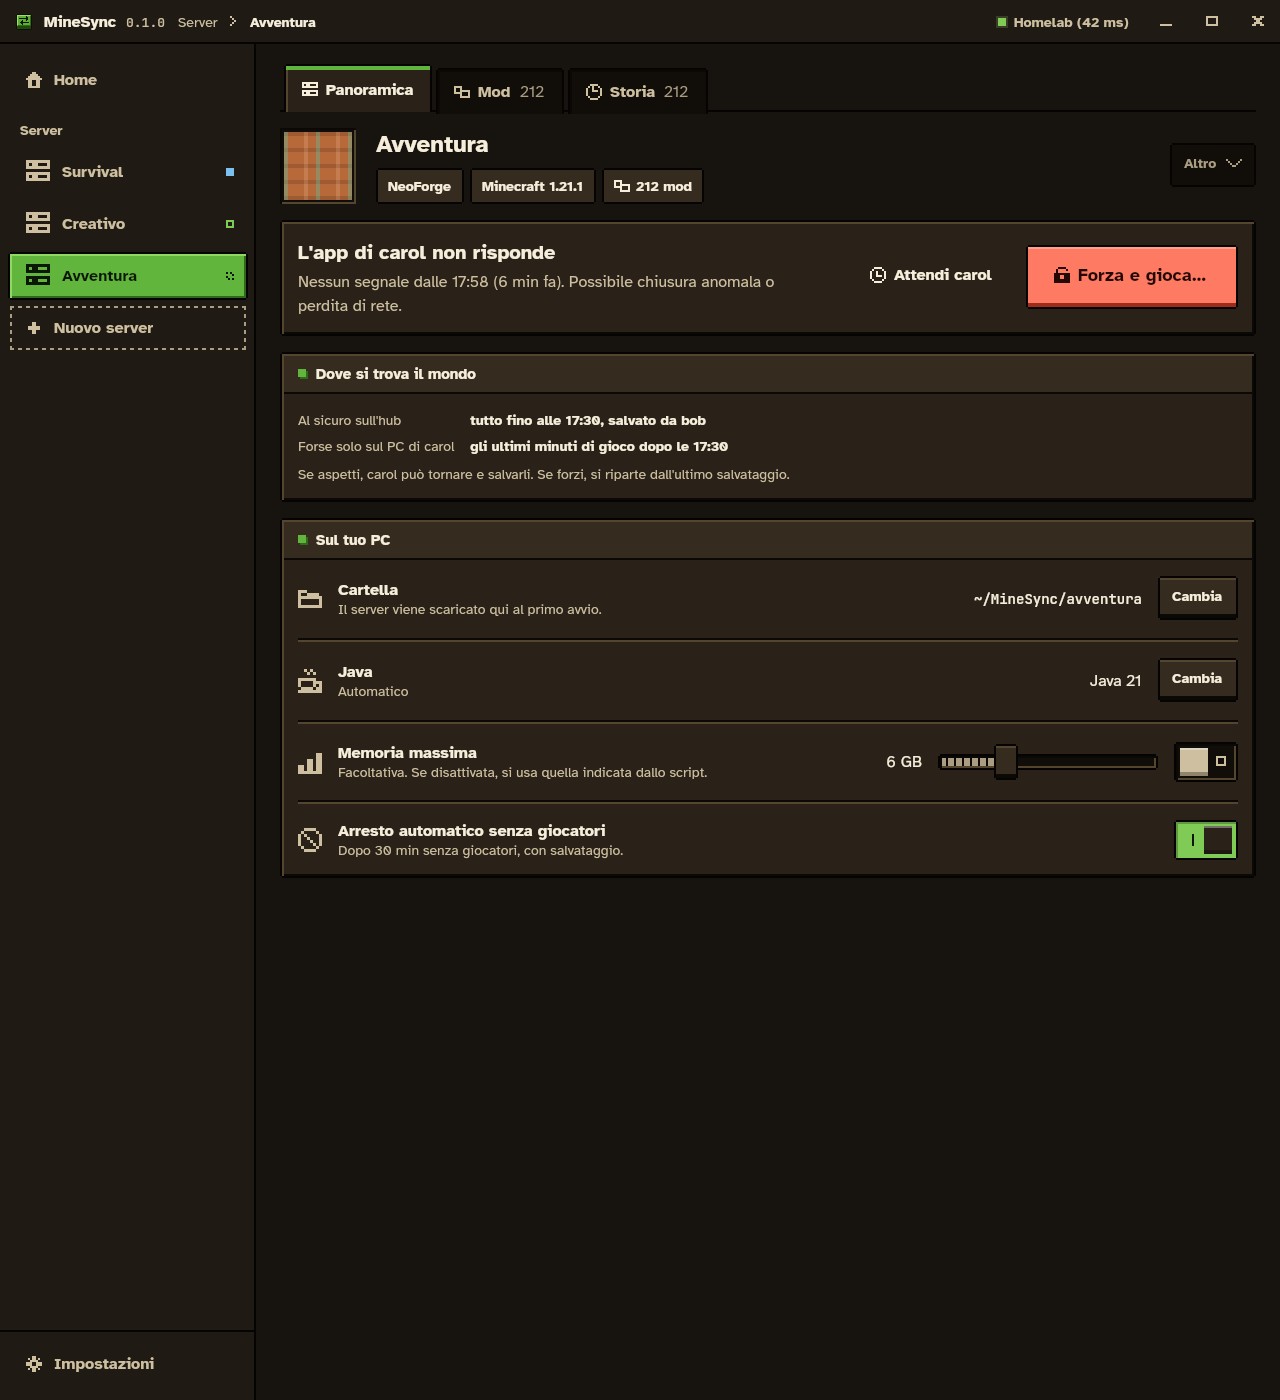 MineSync 0.1.0 Server Avventura
Homelab (42 ms)
Home
Server
Survival
Creativo
Avventura
Nuovo server
Impostazioni
Panoramica
Mod 212
Storia 212
Avventura
NeoForge
Minecraft 1.21.1
212 mod
Altro
L'app di carol non risponde
Nessun segnale dalle 17:58 (6 min fa). Possibile chiusura anomala o
perdita di rete.
Attendi carol
Forza e gioca...
Dove si trova il mondo
Al sicuro sull'hub tutto fino alle 17:30, salvato da bob
Forse solo sul PC di carol gli ultimi minuti di gioco dopo le 17:30
Se aspetti, carol può tornare e salvarli. Se forzi, si riparte dall'ultimo salvataggio.
Sul tuo PC
Cartella
Il server viene scaricato qui al primo avvio.
~/MineSync/avventura
Cambia
Java
Automatico
Java 21
Cambia
Memoria massima
Facoltativa. Se disattivata, si usa quella indicata dallo script.
6 GB
Arresto automatico senza giocatori
Dopo 30 min senza giocatori, con salvataggio.